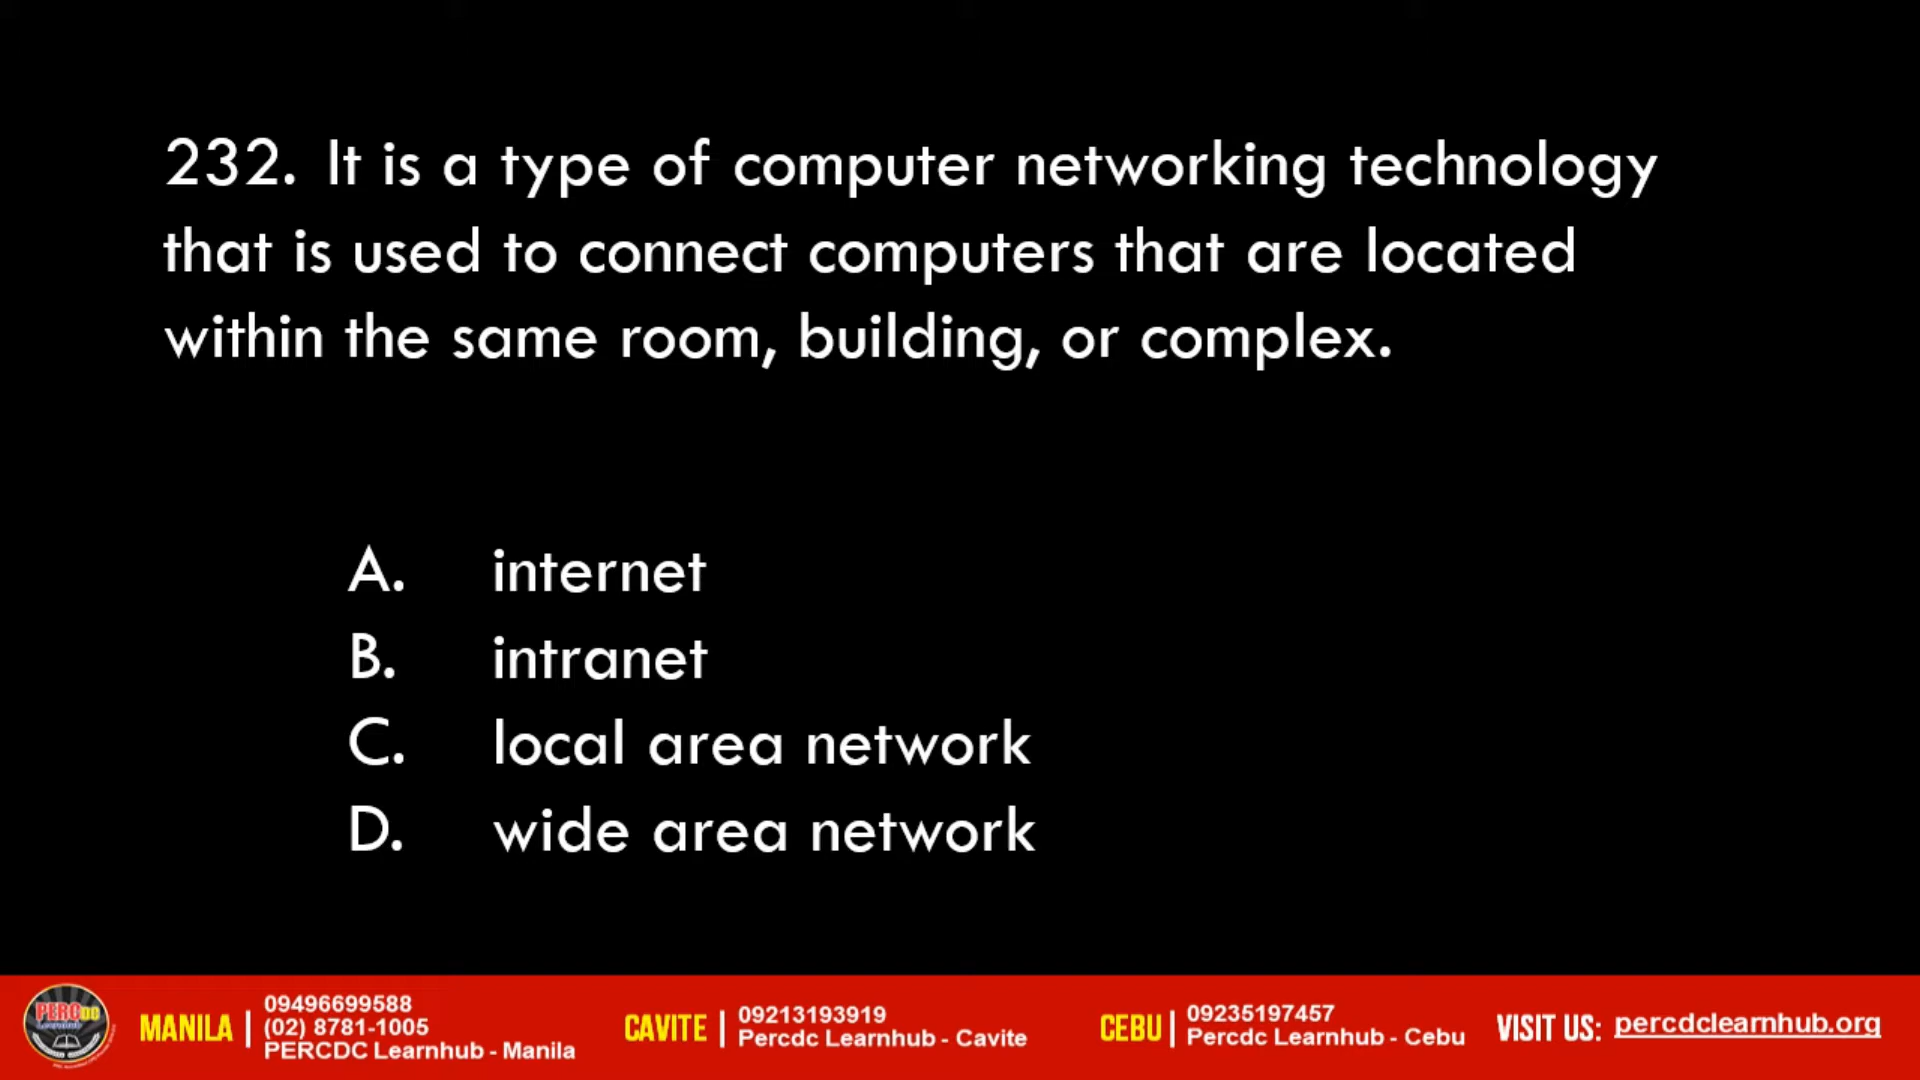 232. It is a type of computer networking technology
that is used to connect computers that are located
within the same room, building, or complex.
A. internet
B. intranet
C. local area network
D. wide area network
PERCDC
Learnhub
MANILA
09496699588
(02) 8781-1005
PERCDC Learnhub - Manila
CAVITE
09213193919
Percdc Learnhub - Cavite
CEBU
09235197457
Percdc Learnhub - Cebu
VISIT US: percdclearnhub.org